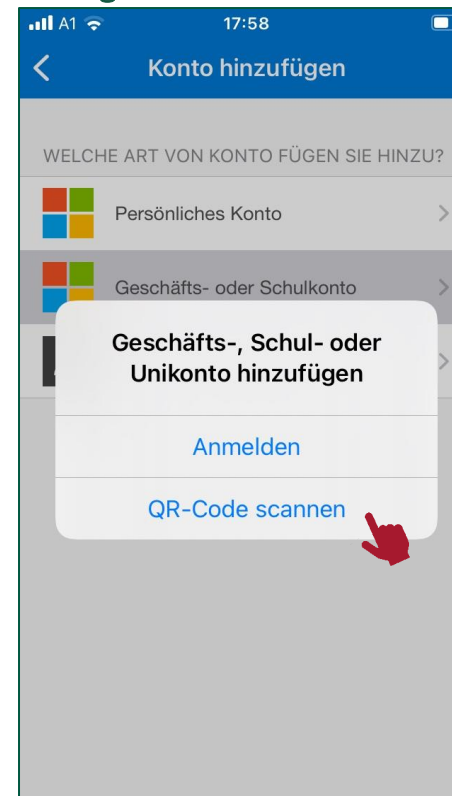 A1
17:58
Konto hinzufügen
WELCHE ART VON KONTO FÜGEN SIE HINZU?
Persönliches Konto
Geschäfts- oder Schulkonto
Geschäfts-, Schul- oder
Unikonto hinzufügen
Anmelden
QR-Code scannen